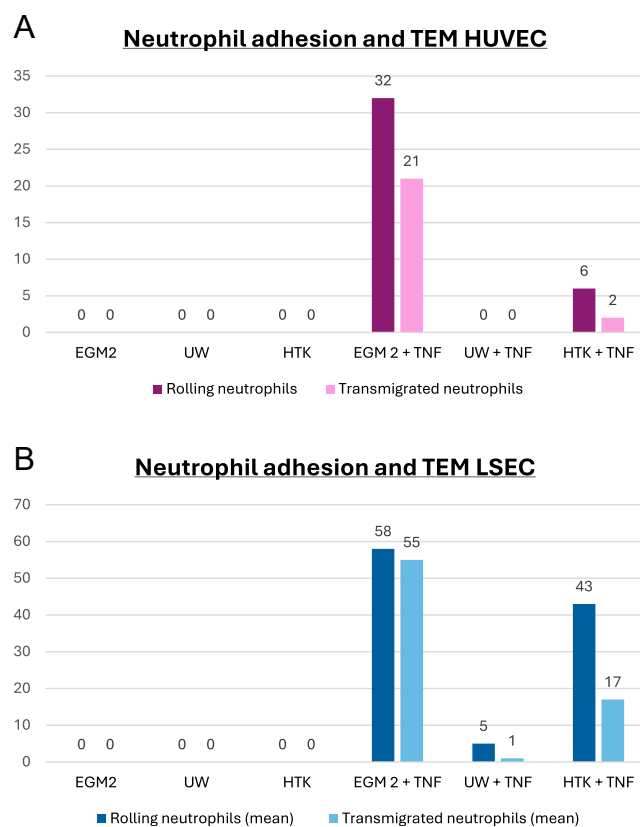 A
Neutrophil adhesion and TEM HUVEC
35
30
25
20
15
10
5
0
0 0 0 0 0 0 32 21 0 0 6 2
EGM2 UW HTK EGM 2 + TNF UW + TNF HTK + TNF
Rolling neutrophils Transmigrated neutrophils
B
Neutrophil adhesion and TEM LSEC
70
60
50
40
30
20
10
0
0 0 0 0 0 0 58 55 5 1 43 17
EGM2 UW HTK EGM 2 + TNF UW + TNF HTK + TNF
Rolling neutrophils (mean) Transmigrated neutrophils (mean)